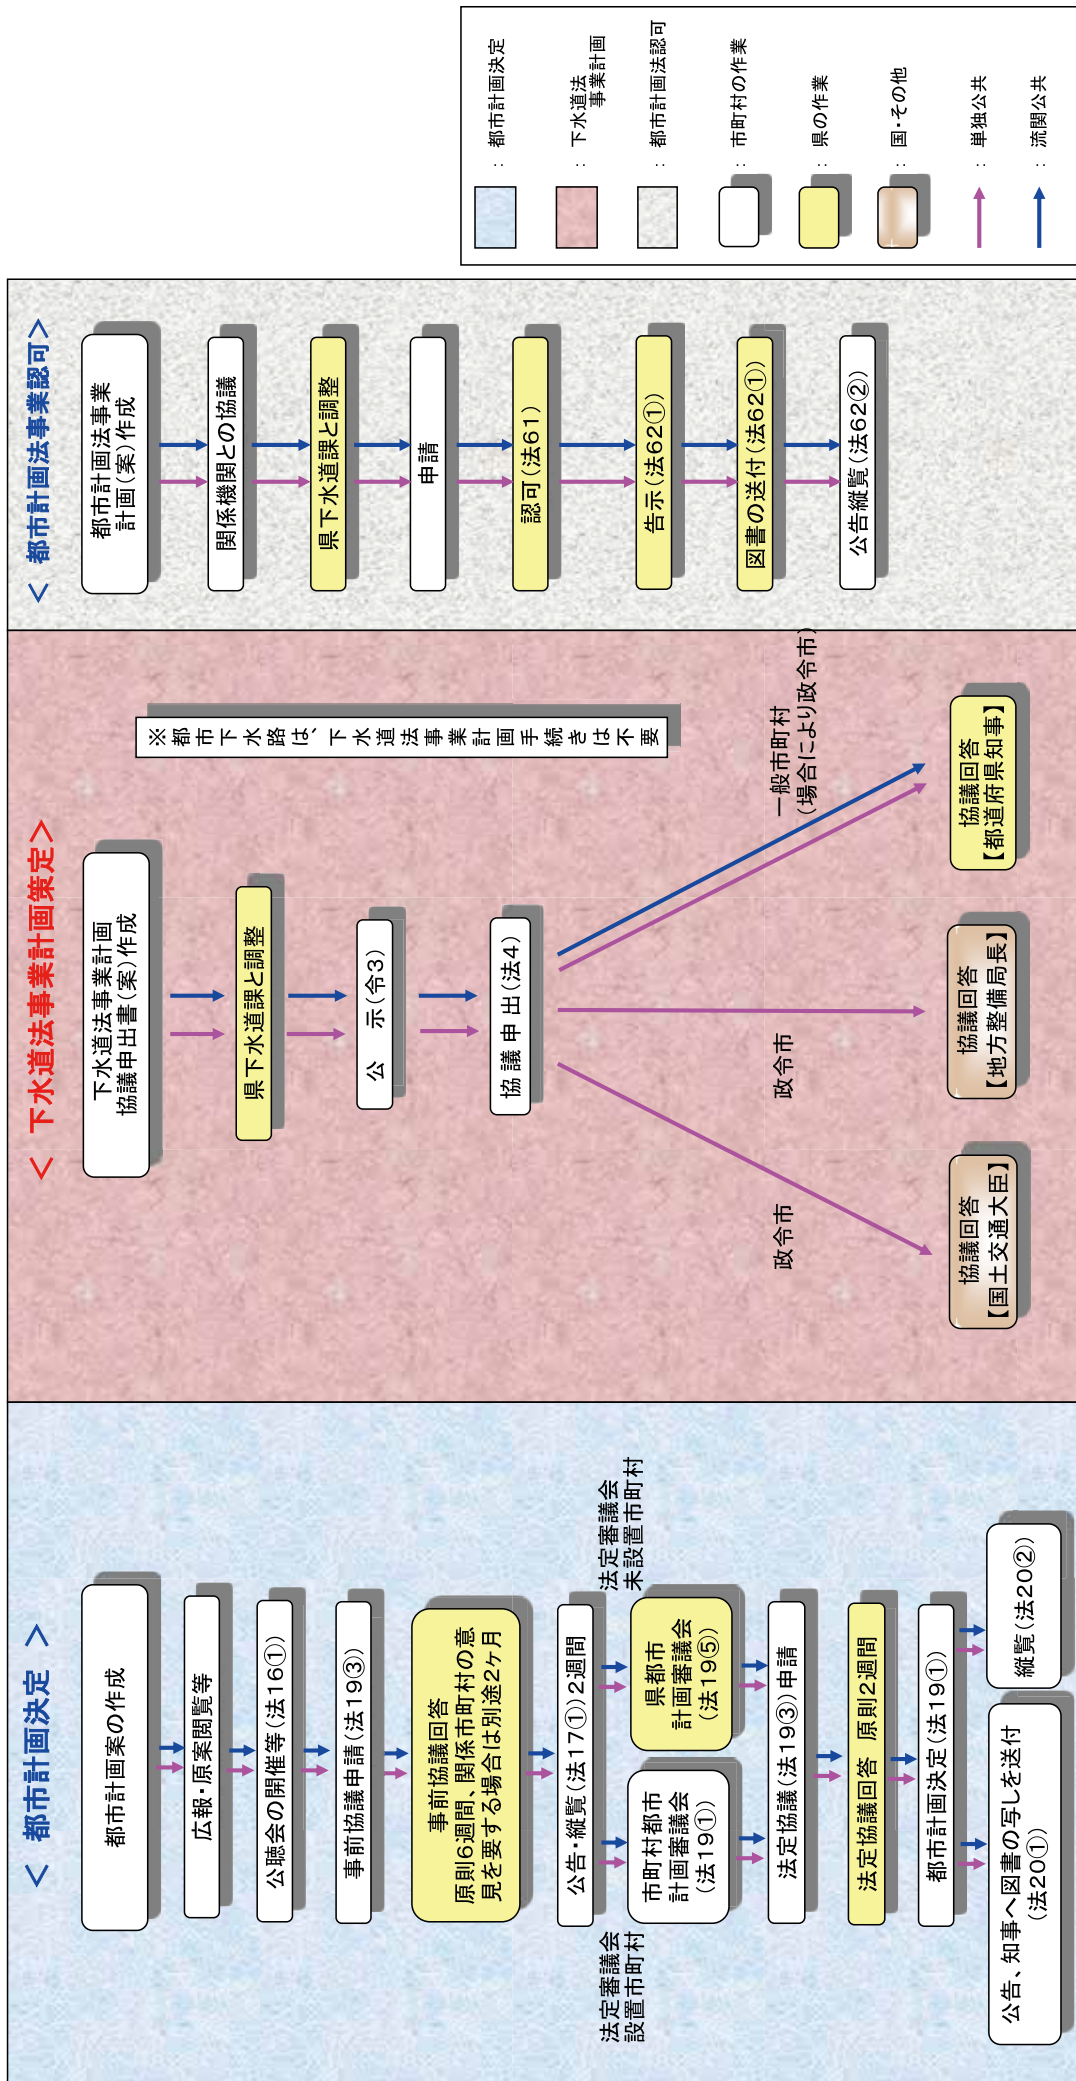 ＜ 都市計画決定 ＞
都市計画案の作成
広報・原案閲覧等
公聴会の開催等(法16①)
事前協議申請(法19③)
事前協議回答
原則6週間、関係市町村の意
見を要する場合は別途2ヶ月
公告・縦覧(法17①)2週間
法定審議会
設置市町村
法定審議会
未設置市町村
市町村都市
計画審議会
(法19①)
県都市
計画審議会
(法19⑤)
法定協議(法19③)申請
法定協議回答 原則2週間
都市計画決定(法19①)
公告、知事へ図書の写しを送付
(法20①)
縦覧(法20②)
＜ 下水道法事業計画策定＞
下水道法事業計画
協議申出書(案)作成
県下水道課と調整
公 示(令3)
協 議 申 出(法4)
※都市下水路は、下水道法事業計画手続きは不要
政令市
政令市
一般市町村
(場合により政令市)
協議回答
【国土交通大臣】
協議回答
【地方整備局長】
協議回答
【都道府県知事】
＜ 都市計画法事業認可＞
都市計画法事業
計画(案)作成
関係機関との協議
県下水道課と調整
申請
認可(法61)
告示(法62①)
図書の送付(法62①)
公告縦覧(法62②)
： 都市計画決定
： 下水道法
事業計画
： 都市計画法認可
： 市町村の作業
： 県の作業
： 国・その他
： 単独公共
： 流関公共